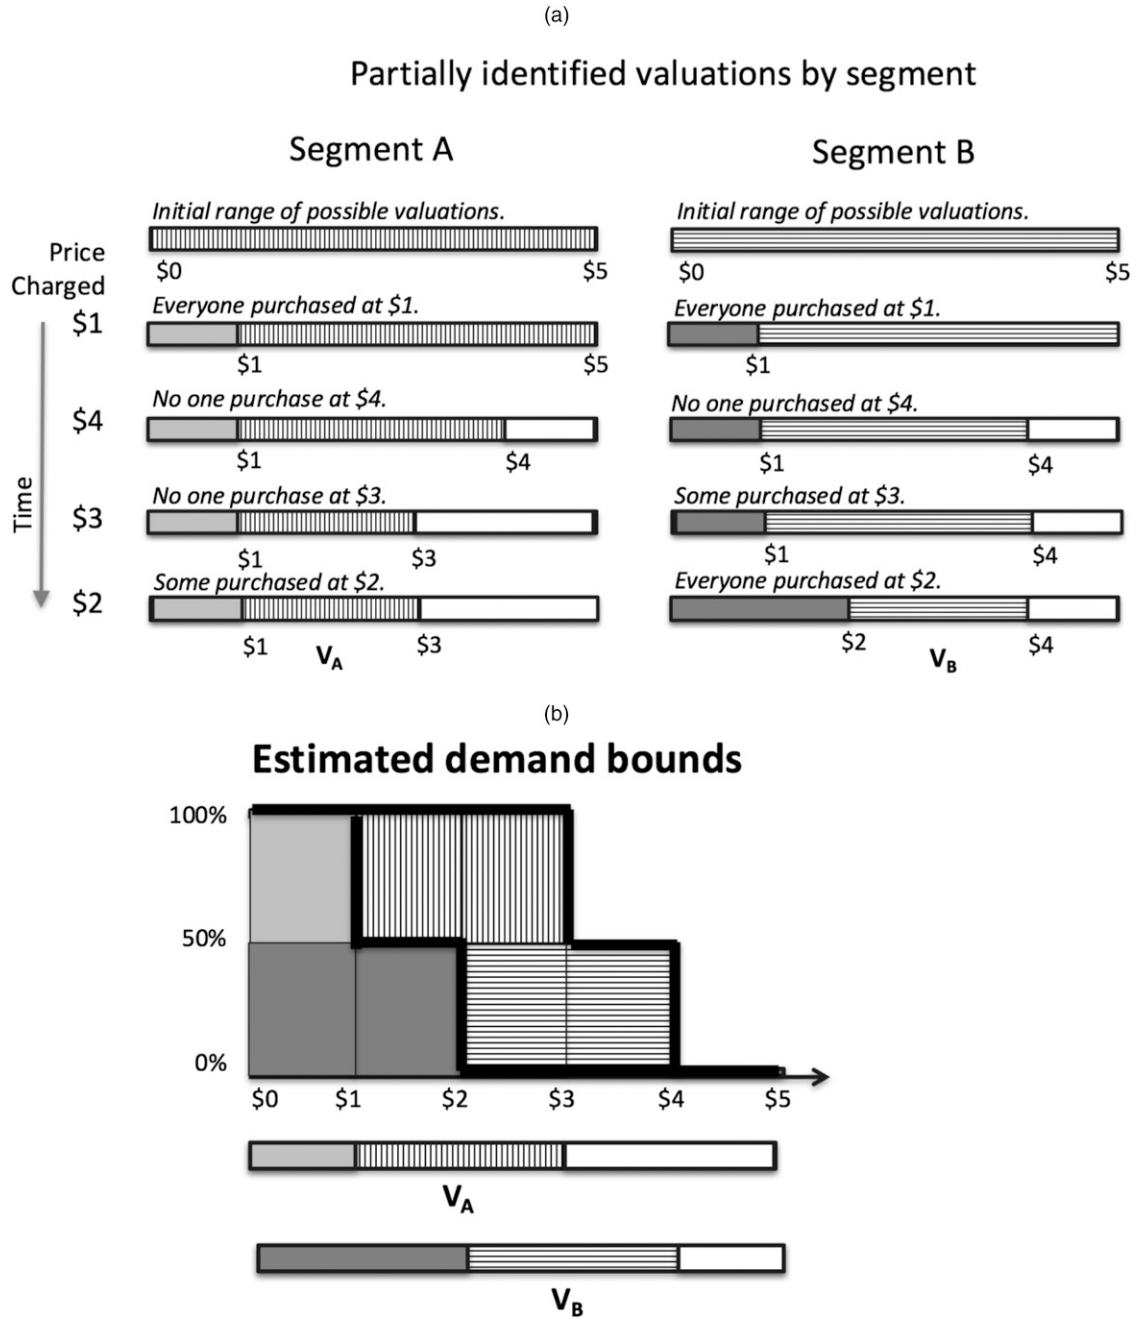 (a)
Partially identified valuations by segment
Segment A
Segment B
Initial range of possible valuations.
Initial range of possible valuations.
Price
Charged
$0
$5
$0
$5
Everyone purchased at $1.
Everyone purchased at $1.
$1
$1
$5
$1
No one purchase at $4.
No one purchased at $4.
$4
$1
$4
$1
$4
No one purchase at $3.
Some purchased at $3.
Time
$3
$1
$3
$1
$4
Some purchased at $2.
Everyone purchased at $2.
$2
$1
VA
$3
$2
VB
$4
(b)
Estimated demand bounds
100%
50%
0%
$0
$1
$2
$3
$4
$5
VA
VB